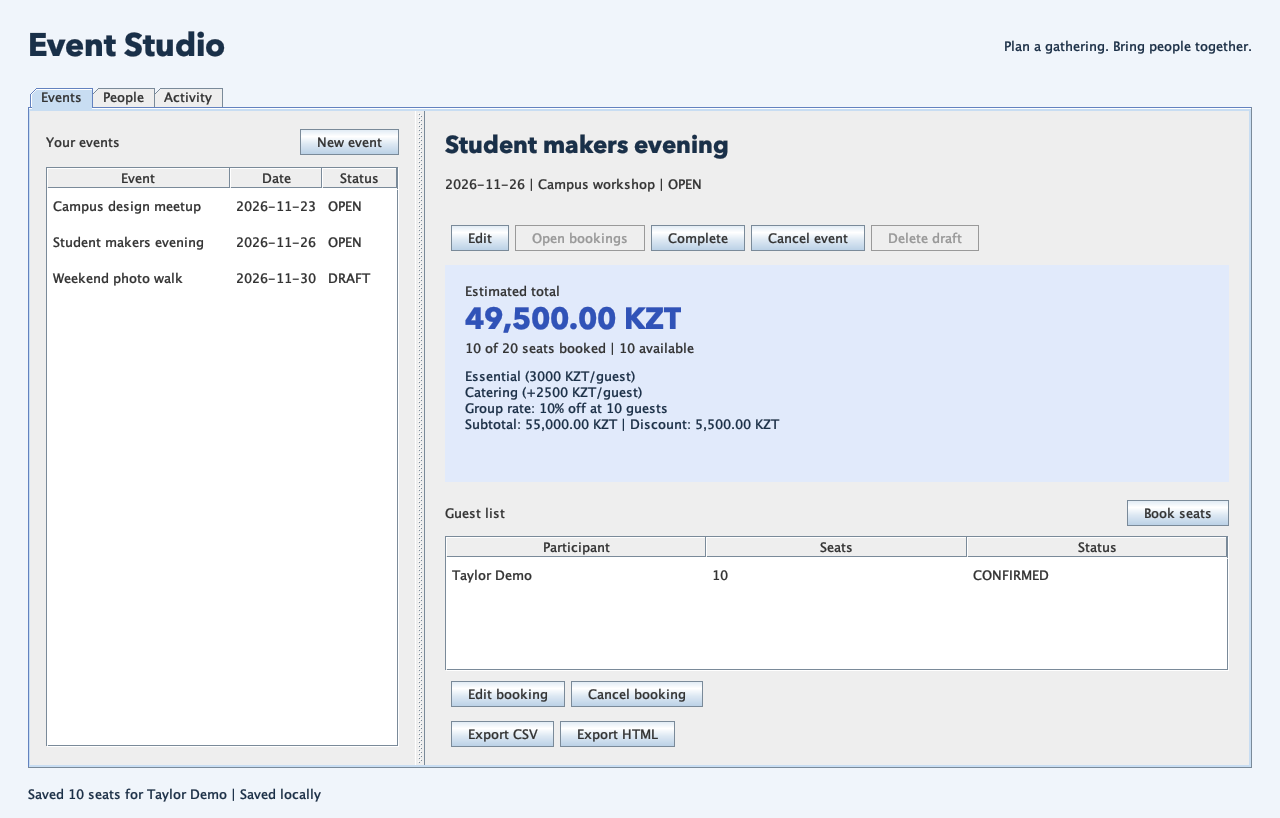 Event Studio
Plan a gathering. Bring people together.
Events People Activity
Your events
New event
Event Date Status
Campus design meetup 2026-11-23 OPEN
Student makers evening 2026-11-26 OPEN
Weekend photo walk 2026-11-30 DRAFT
Student makers evening
2026-11-26 | Campus workshop | OPEN
Edit Open bookings Complete Cancel event Delete draft
Estimated total
49,500.00 KZT
10 of 20 seats booked | 10 available
Essential (3000 KZT/guest)
Catering (+2500 KZT/guest)
Group rate: 10% off at 10 guests
Subtotal: 55,000.00 KZT | Discount: 5,500.00 KZT
Guest list
Book seats
Participant Seats Status
Taylor Demo 10 CONFIRMED
Edit booking Cancel booking
Export CSV Export HTML
Saved 10 seats for Taylor Demo | Saved locally